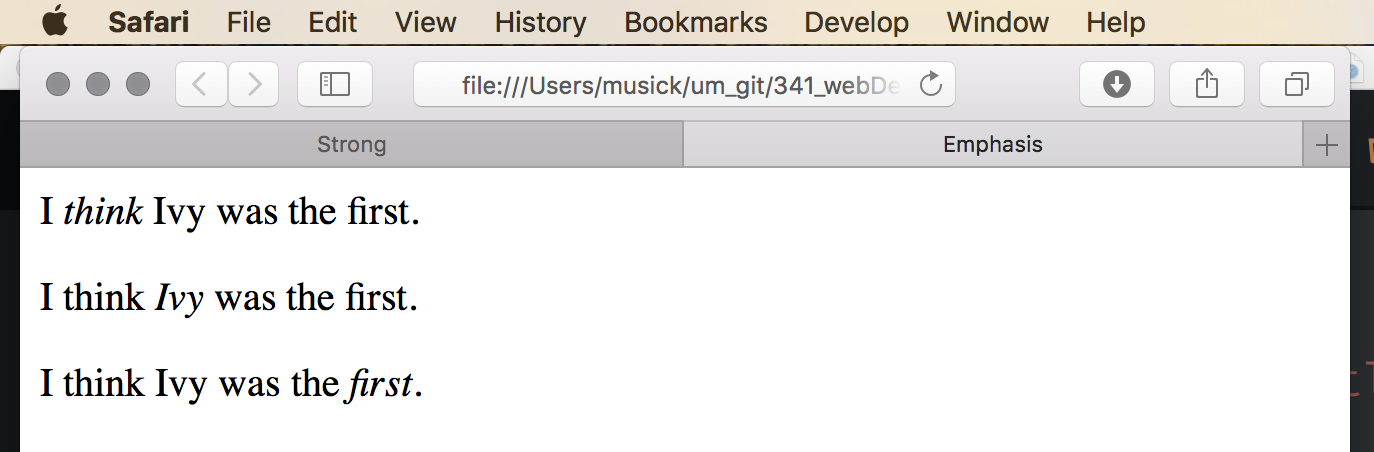 Safari File Edit View History Bookmarks Develop Window Help
file:///Users/musick/um_git/341_webDe
Strong Emphasis
I think Ivy was the first.
I think Ivy was the first.
I think Ivy was the first.